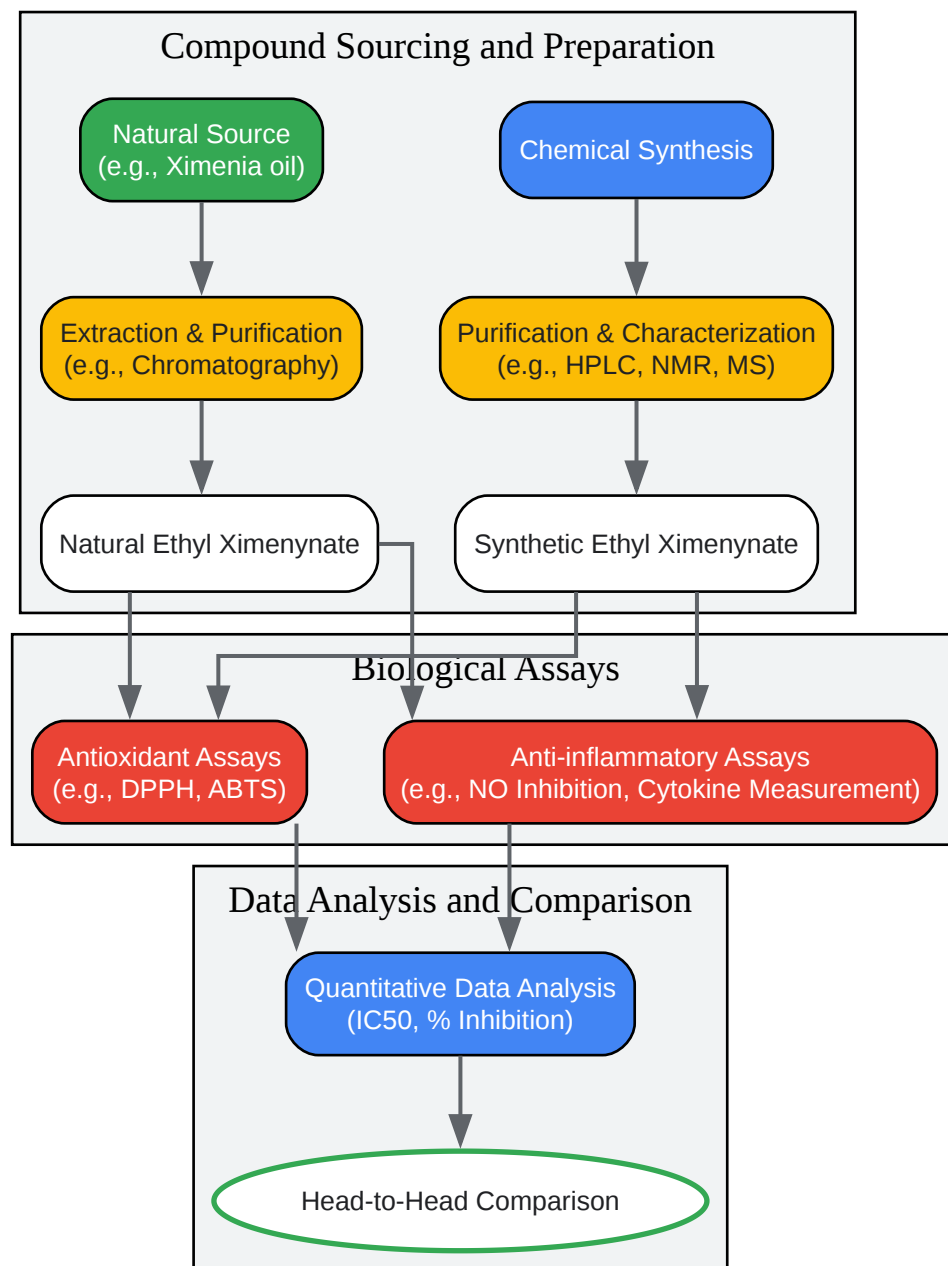 Compound Sourcing and Preparation
Natural Source
(e.g., Ximenia oil)
Chemical Synthesis
Extraction & Purification
(e.g., Chromatography)
Purification & Characterization
(e.g., HPLC, NMR, MS)
Natural Ethyl Ximenynate
Synthetic Ethyl Ximenynate
Biological Assays
Antioxidant Assays
(e.g., DPPH, ABTS)
Anti-inflammatory Assays
(e.g., NO Inhibition, Cytokine Measurement)
Data Analysis and Comparison
Quantitative Data Analysis
(IC50, % Inhibition)
Head-to-Head Comparison